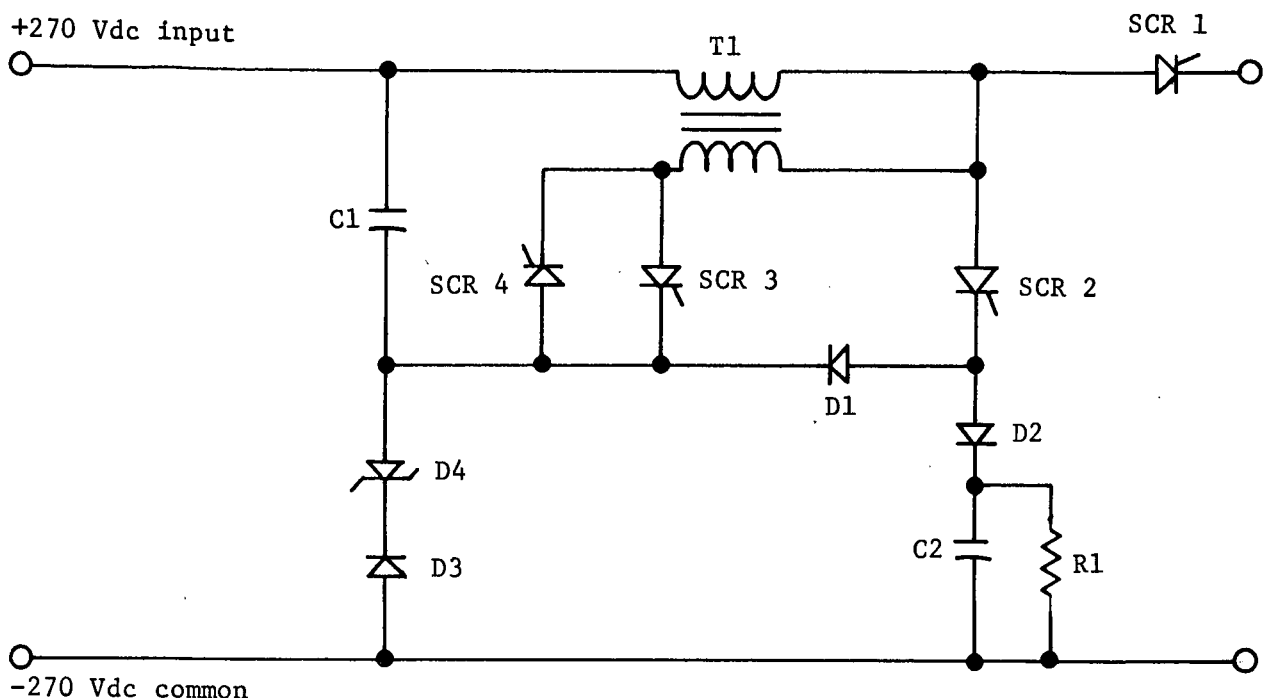 +270 Vdc input
SCR 1
T1
C1
SCR 4
SCR 3
SCR 2
D1
D2
D4
C2
R1
D3
-270 Vdc common